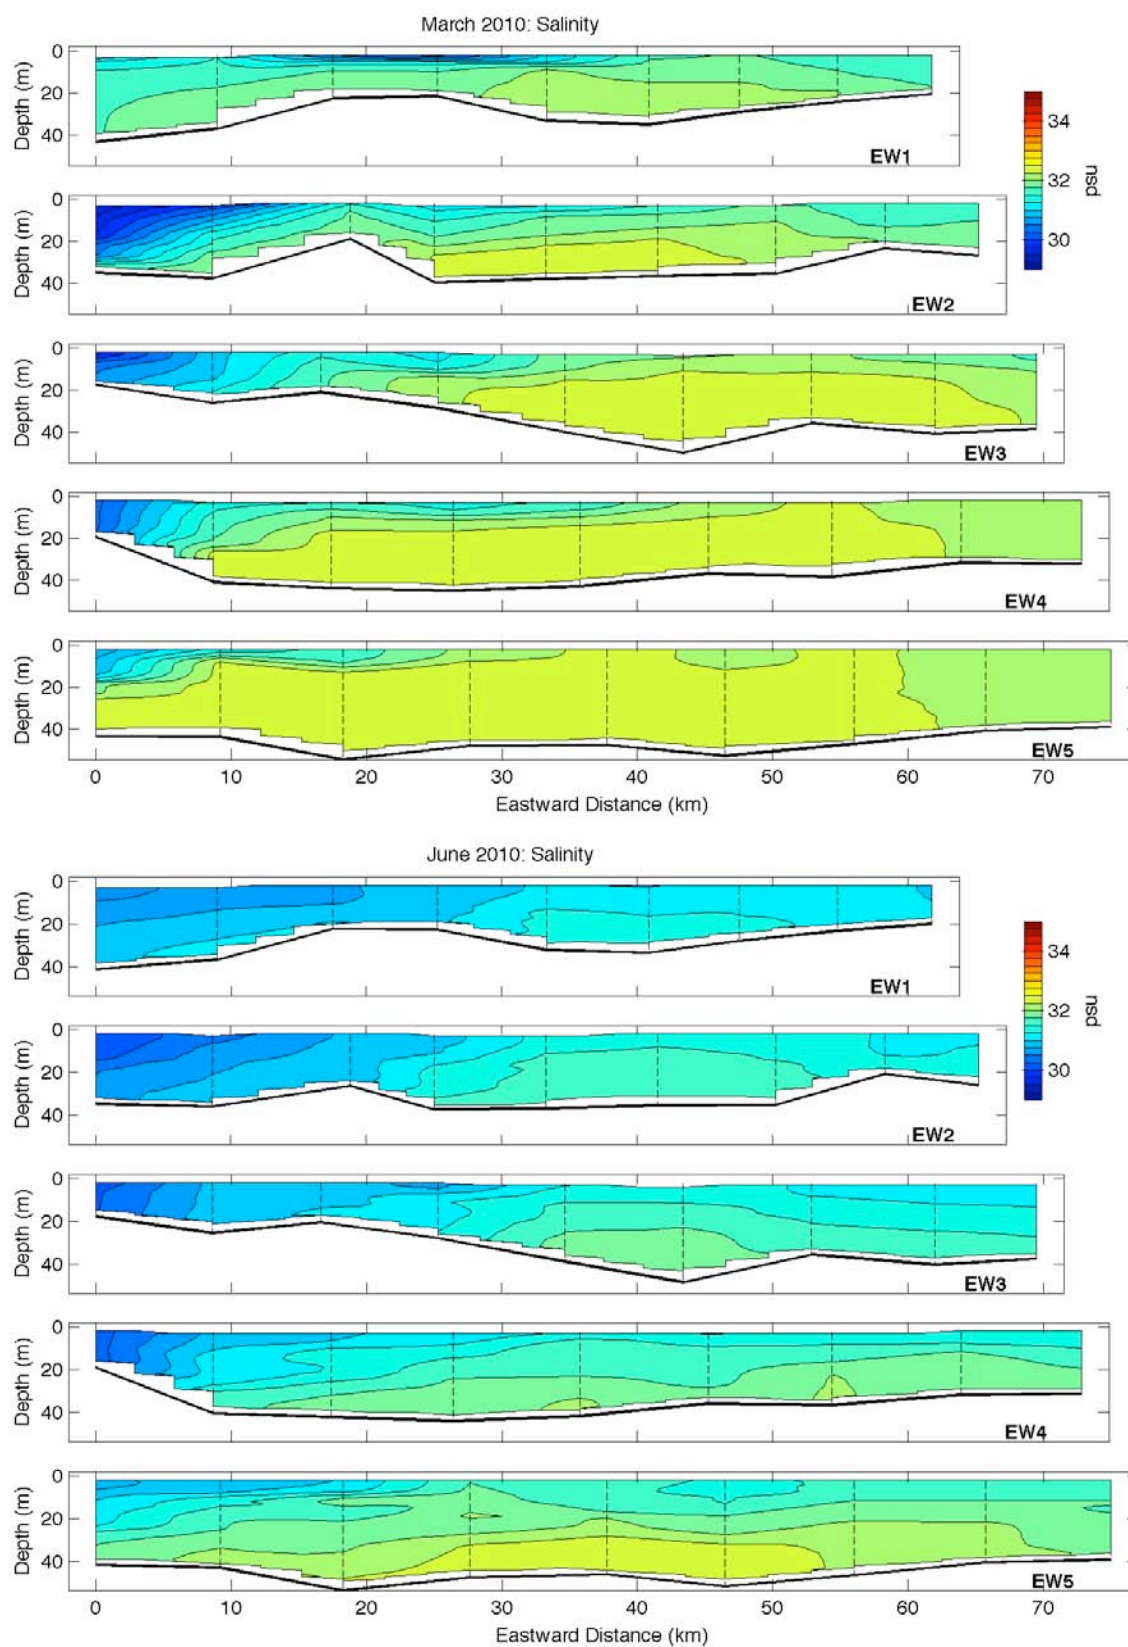 March 2010: Salinity
0
20
40
Depth (m)
EW1
34
32
30
psu
0
20
40
Depth (m)
EW2
0
20
40
Depth (m)
EW3
0
20
40
Depth (m)
EW4
0
20
40
Depth (m)
EW5
0 10 20 30 40 50 60 70
Eastward Distance (km)
June 2010: Salinity
0
20
40
Depth (m)
EW1
34
32
30
psu
0
20
40
Depth (m)
EW2
0
20
40
Depth (m)
EW3
0
20
40
Depth (m)
EW4
0
20
40
Depth (m)
EW5
0 10 20 30 40 50 60 70
Eastward Distance (km)